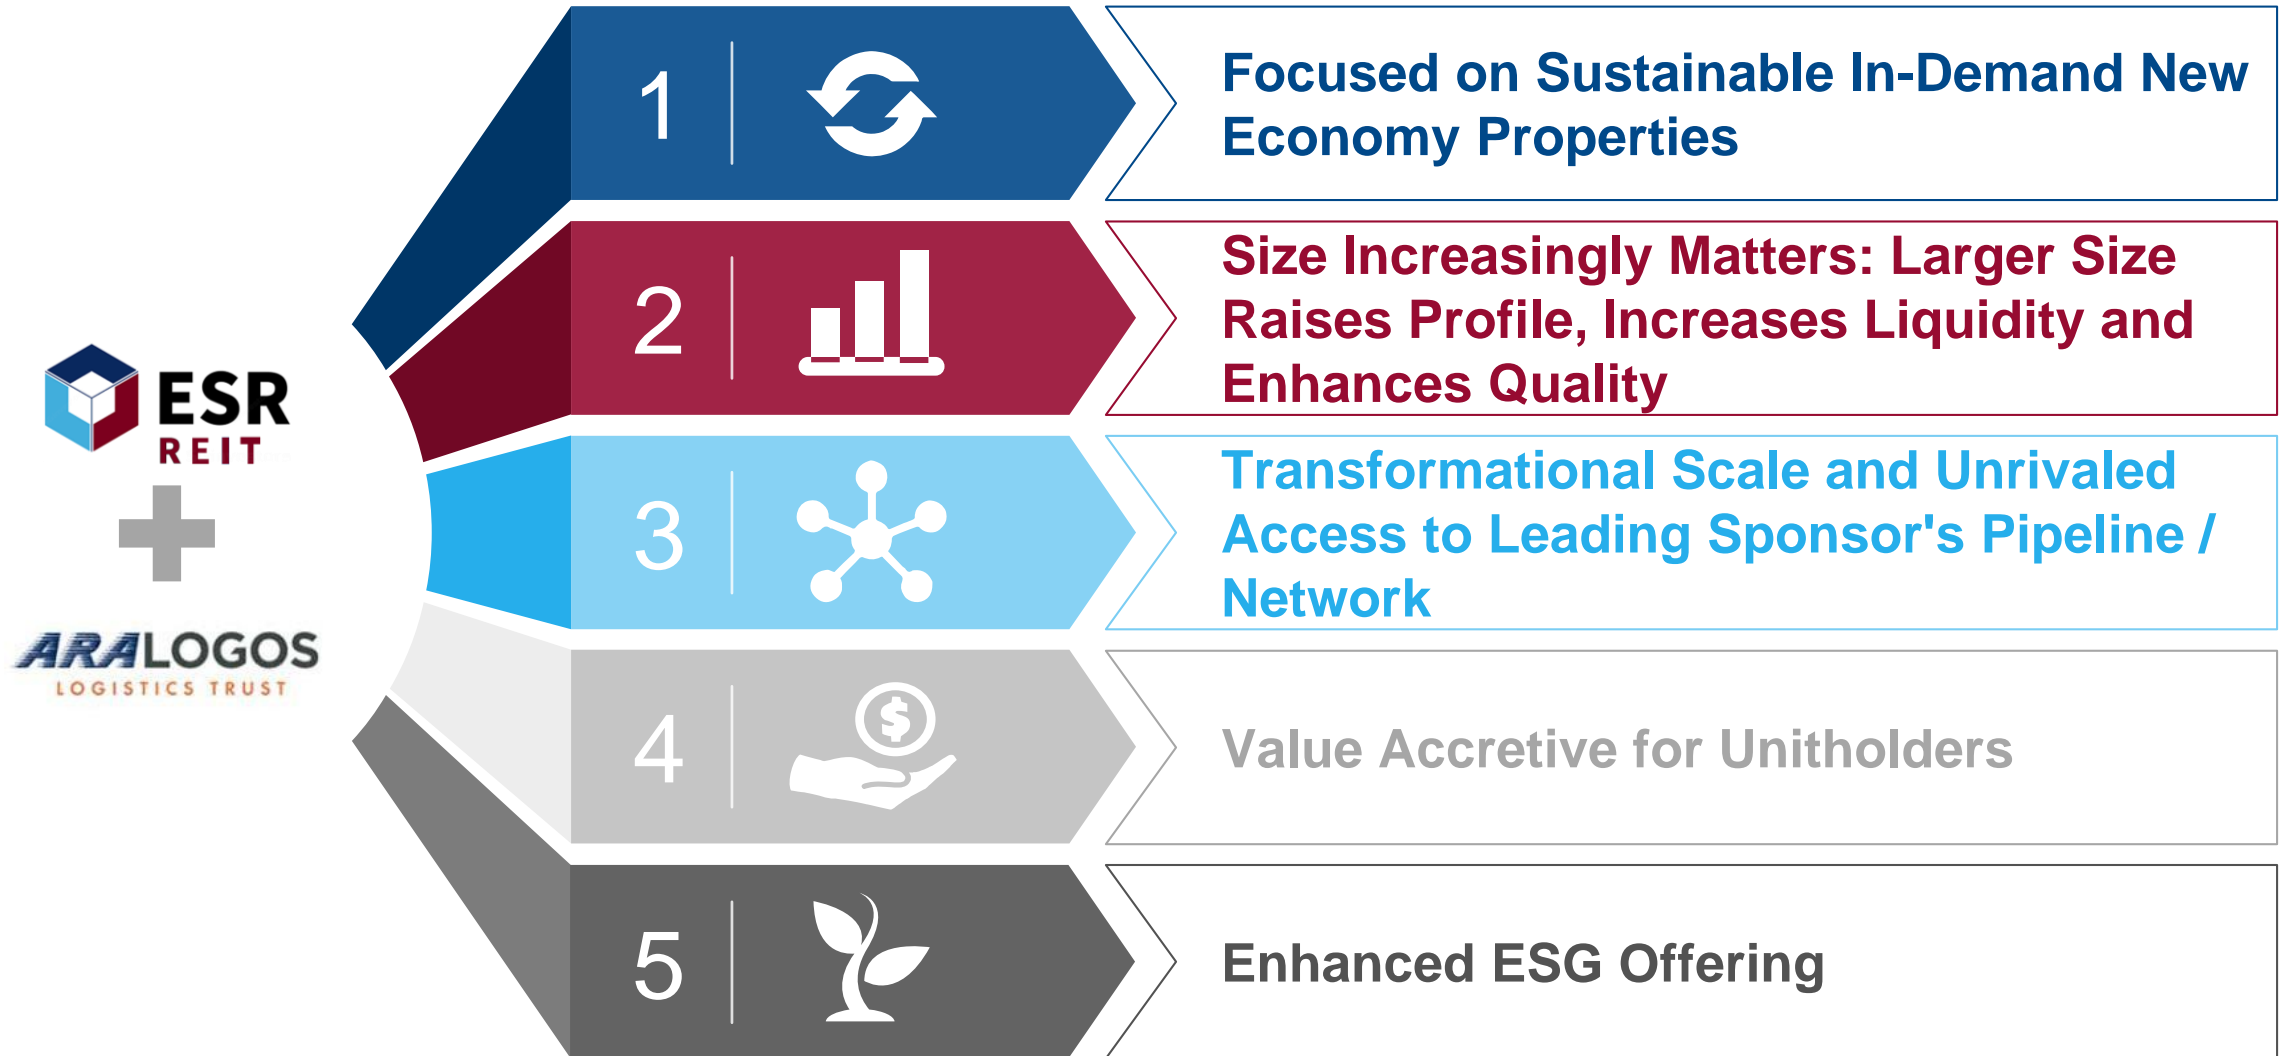 ESR
REIT
ARALOGOS
LOGISTICS TRUST
1
Focused on Sustainable In-Demand New
Economy Properties
2
Size Increasingly Matters: Larger Size
Raises Profile, Increases Liquidity and
Enhances Quality
3
Transformational Scale and Unrivaled
Access to Leading Sponsor's Pipeline /
Network
4
$
Value Accretive for Unitholders
5
Enhanced ESG Offering